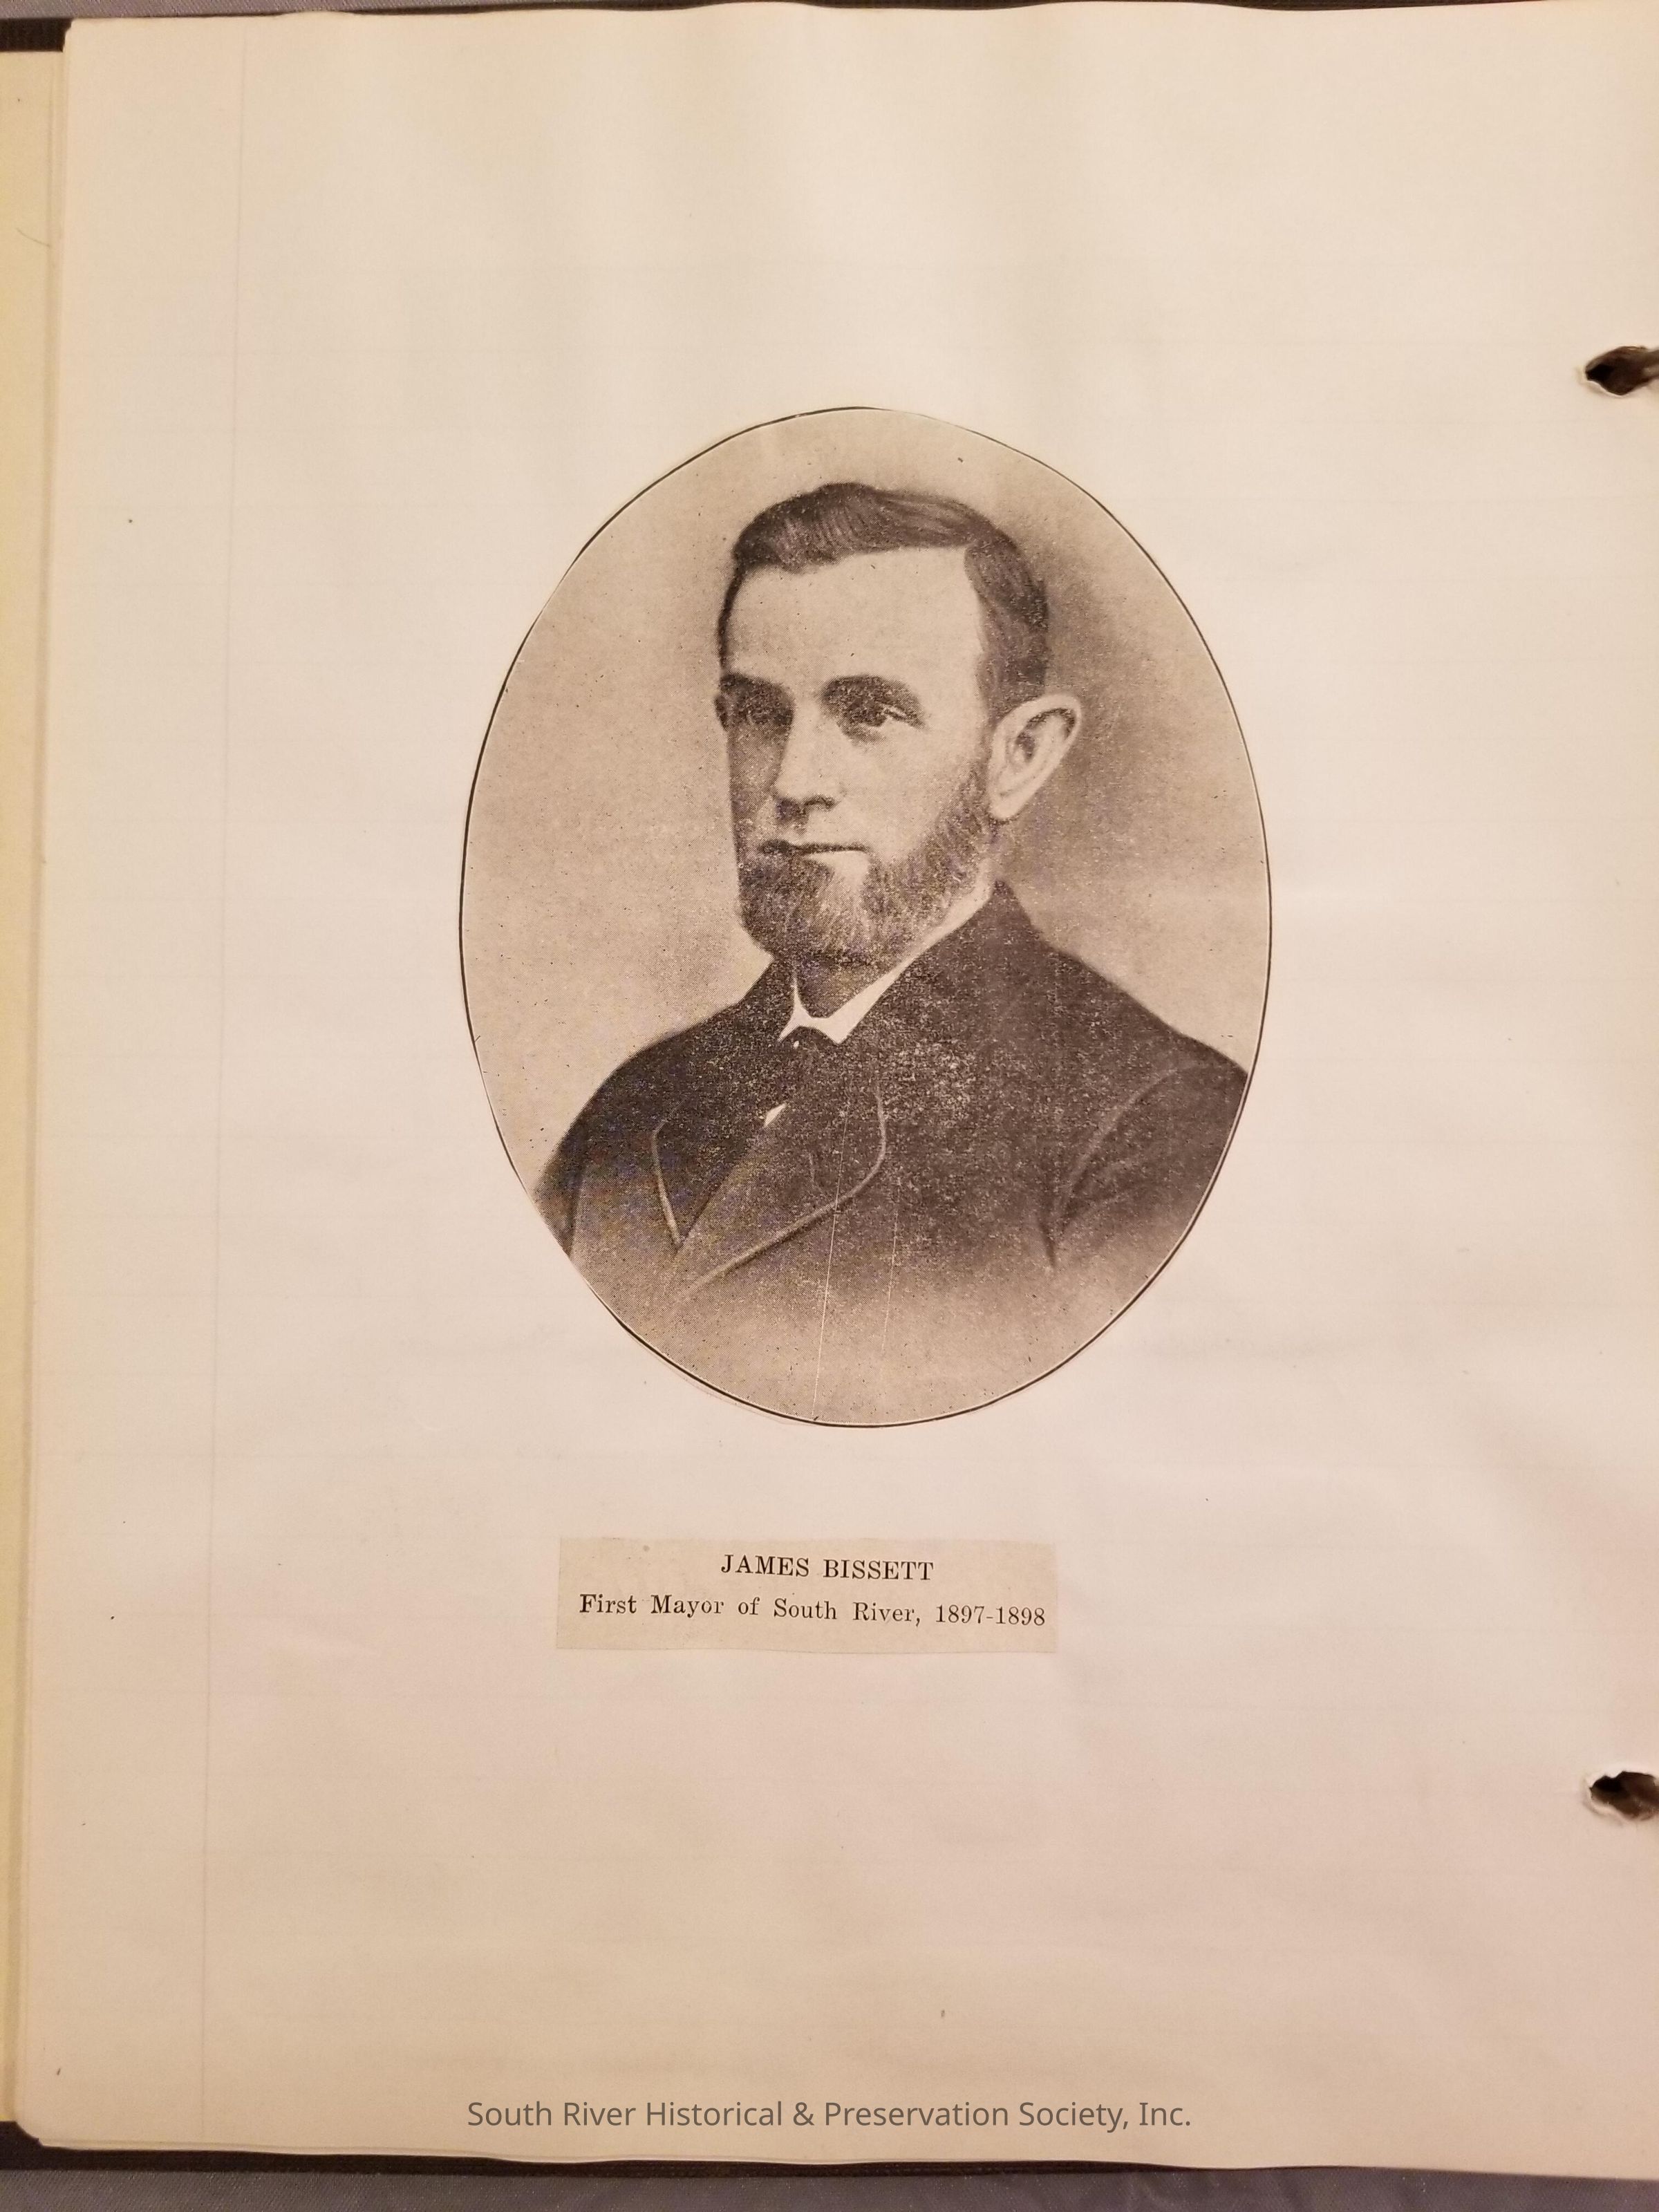 JAMES BISSETT
First Mayor of South River, 1897-1898
South River Historical & Preservation Society, Inc.